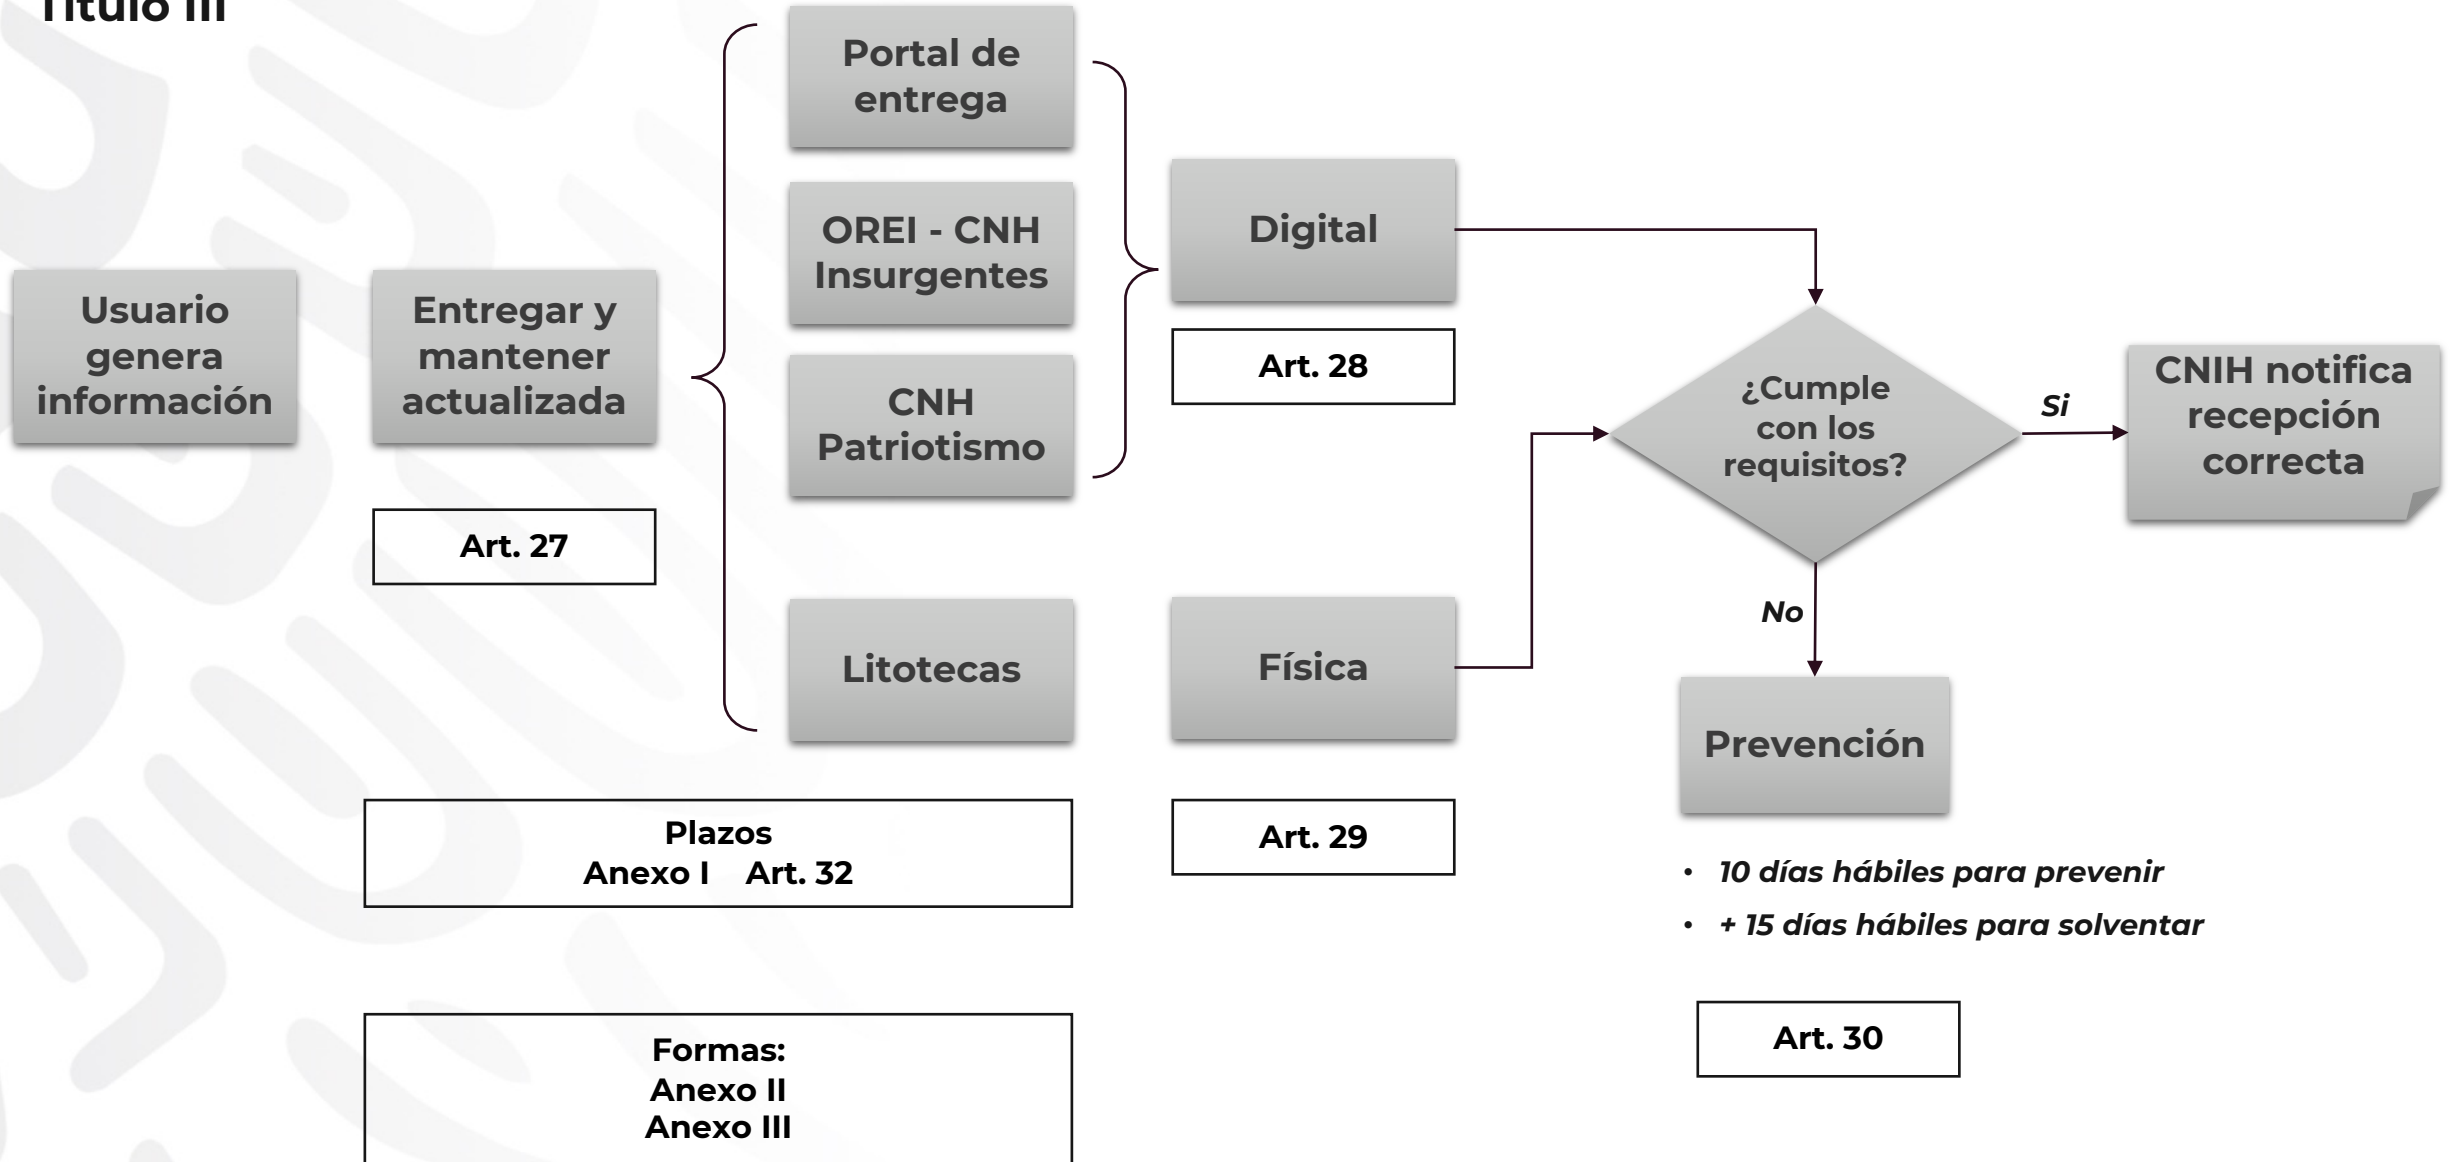 Título III
Usuario
genera
información
Entregar y
mantener
actualizada
Art. 27
Portal de
entrega
OREI - CNH
Insurgentes
CNH
Patriotismo
Litotecas
Plazos
Anexo I Art. 32
Formas:
Anexo II
Anexo III
Digital
Art. 28
Física
Art. 29
¿Cumple
con los
requisitos?
Si
CNIH notifica
recepción
correcta
No
Prevención
• 10 días hábiles para prevenir
• + 15 días hábiles para solventar
Art. 30